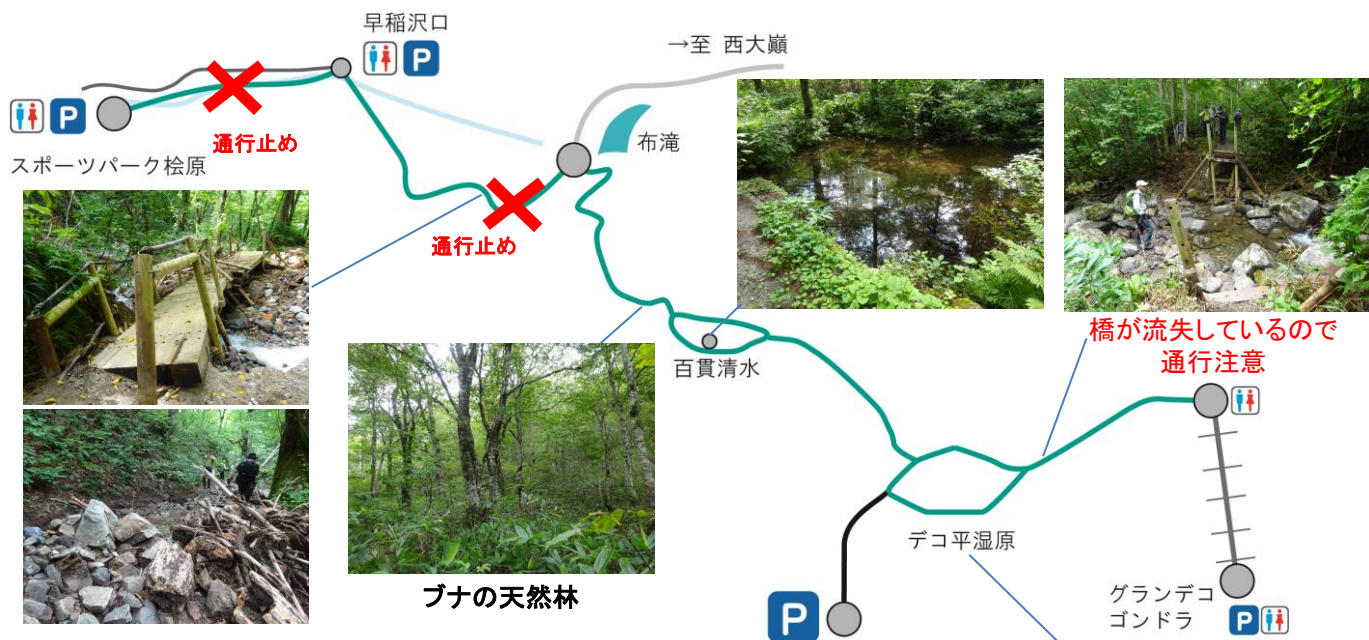 早稲沢口
P
→至 西大巓
P
通行止め
布滝
スポーツパーク桧原
通行止め
橋が流失しているので
通行注意
百貫清水
デコ平湿原
ブナの天然林
グランデコ
ゴンドラ
P
P